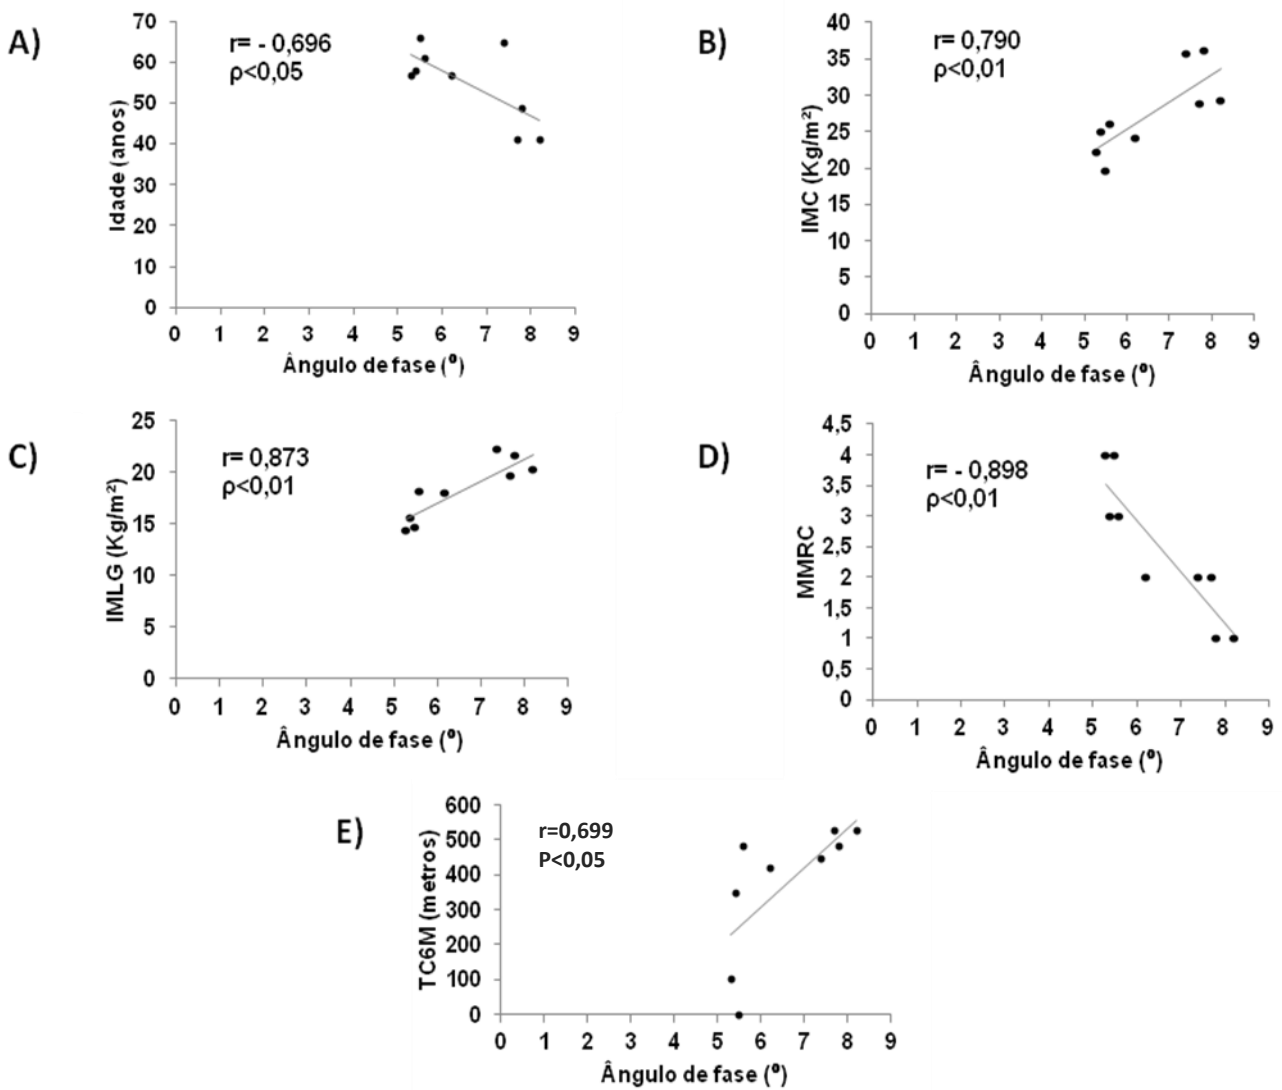 A)
r= - 0,696
ρ<0,05
Idade (anos)
70
60
50
40
30
20
10
0
0 1 2 3 4 5 6 7 8 9
Ângulo de fase (º)
B)
r= 0,790
ρ<0,01
IMC (Kg/m²)
40
35
30
25
20
15
10
5
0
0 1 2 3 4 5 6 7 8 9
Ângulo de fase (º)
C)
r= 0,873
ρ<0,01
IMLG (Kg/m²)
25
20
15
10
5
0
0 1 2 3 4 5 6 7 8 9
Ângulo de fase (º)
D)
r= - 0,898
ρ<0,01
MMRC
4,5
4
3,5
3
2,5
2
1,5
1
0,5
0
0 1 2 3 4 5 6 7 8 9
Ângulo de fase (º)
E)
r=0,699
P<0,05
TC6M (metros)
600
500
400
300
200
100
0
0 1 2 3 4 5 6 7 8 9
Ângulo de fase (º)